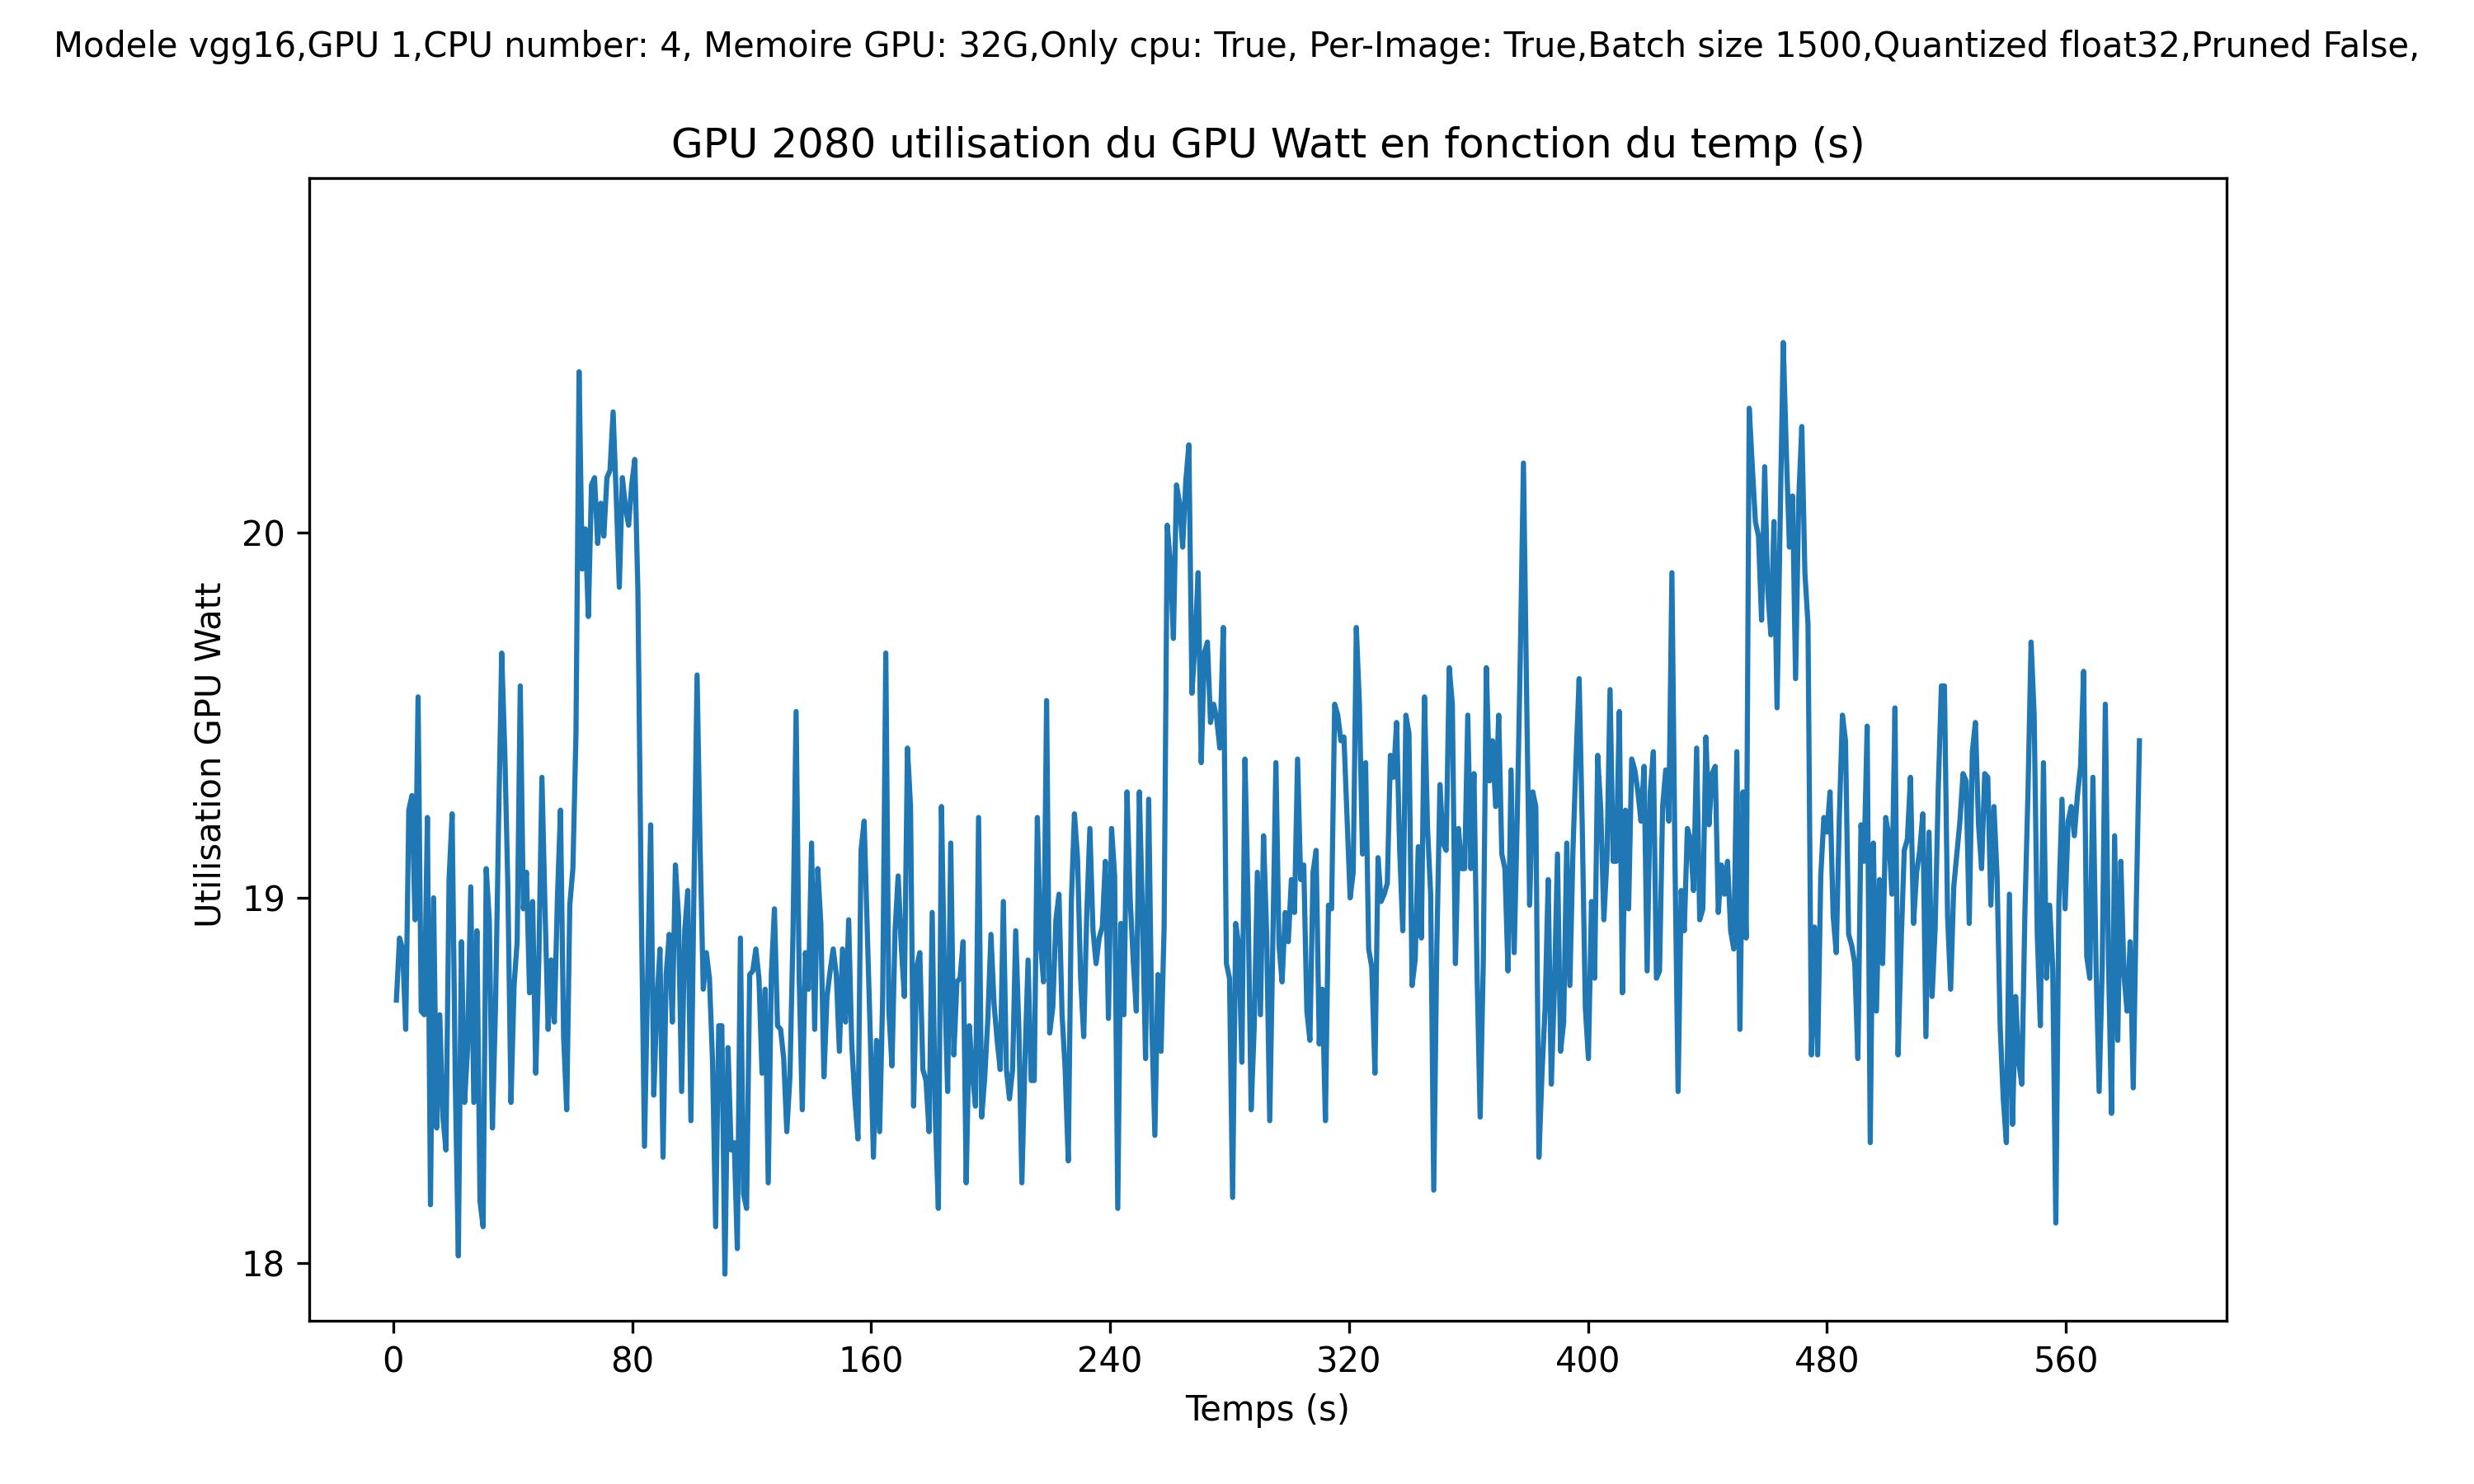 Modele vgg16,GPU 1,CPU number: 4, Memoire GPU: 32G,Only cpu: True, Per-Image: True,Batch size 1500,Quantized float32,Pruned False,
GPU 2080 utilisation du GPU Watt en fonction du temp (s)
Utilisation GPU Watt
20
19
18
0 80 160 240 320 400 480 560
Temps (s)